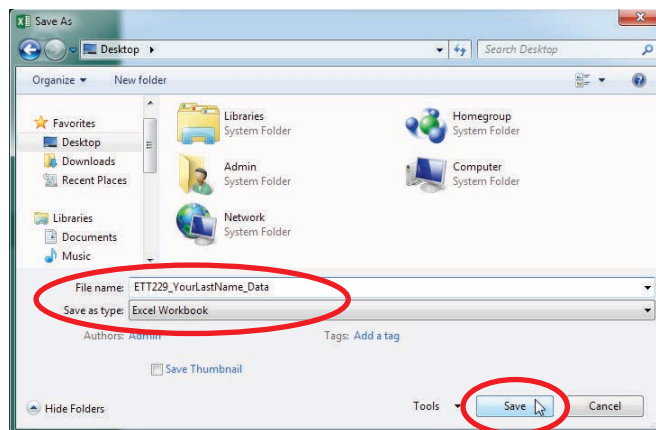 Save As
Desktop
Search Desktop
Organize
New folder
Favorites
Desktop
Downloads
Recent Places
Libraries
Documents
Music
Libraries
System Folder
Homegroup
System Folder
Admin
System Folder
Computer
System Folder
Network
System Folder
File name: ETT229_YourLastName_Data
Save as type: Excel Workbook
Authors: Admin
Tags: Add a tag
Save Thumbnail
Hide Folders
Tools
Save
Cancel